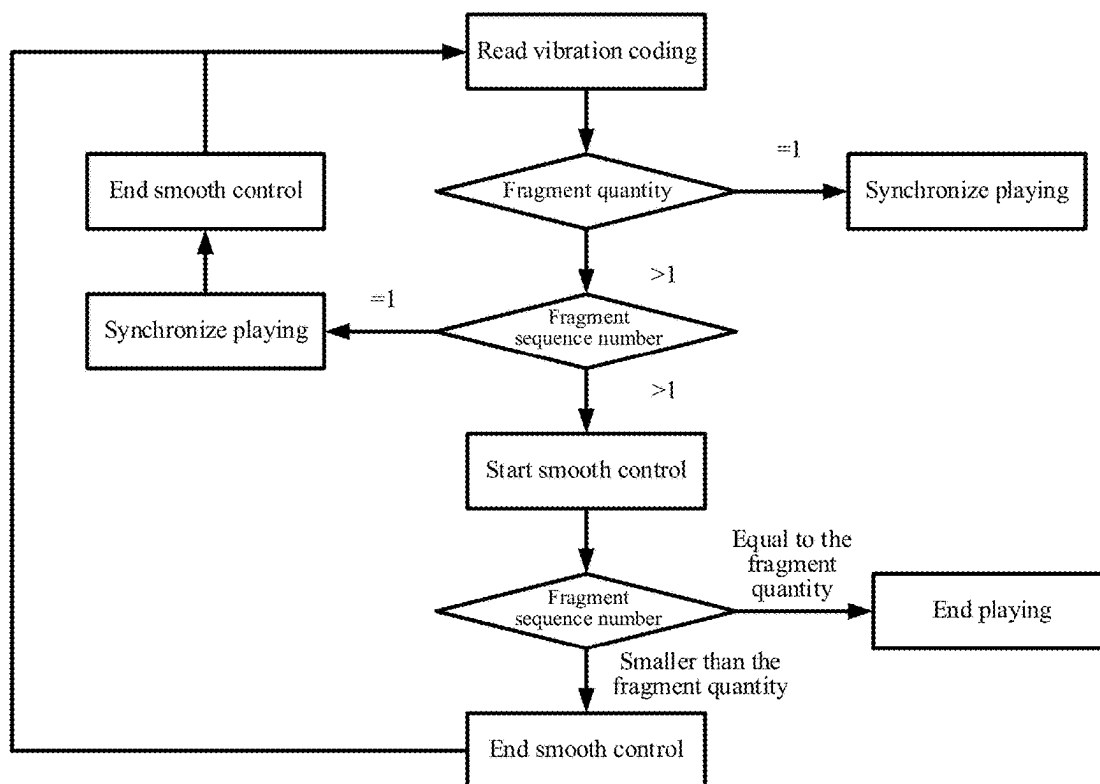 Read vibration coding
=1
End smooth control
Fragment quantity
Synchronize playing
>1
=1
Synchronize playing
Fragment
sequence number
>1
Start smooth control
Equal to the
fragment
quantity
Fragment
sequence number
End playing
Smaller than the
fragment quantity
End smooth control